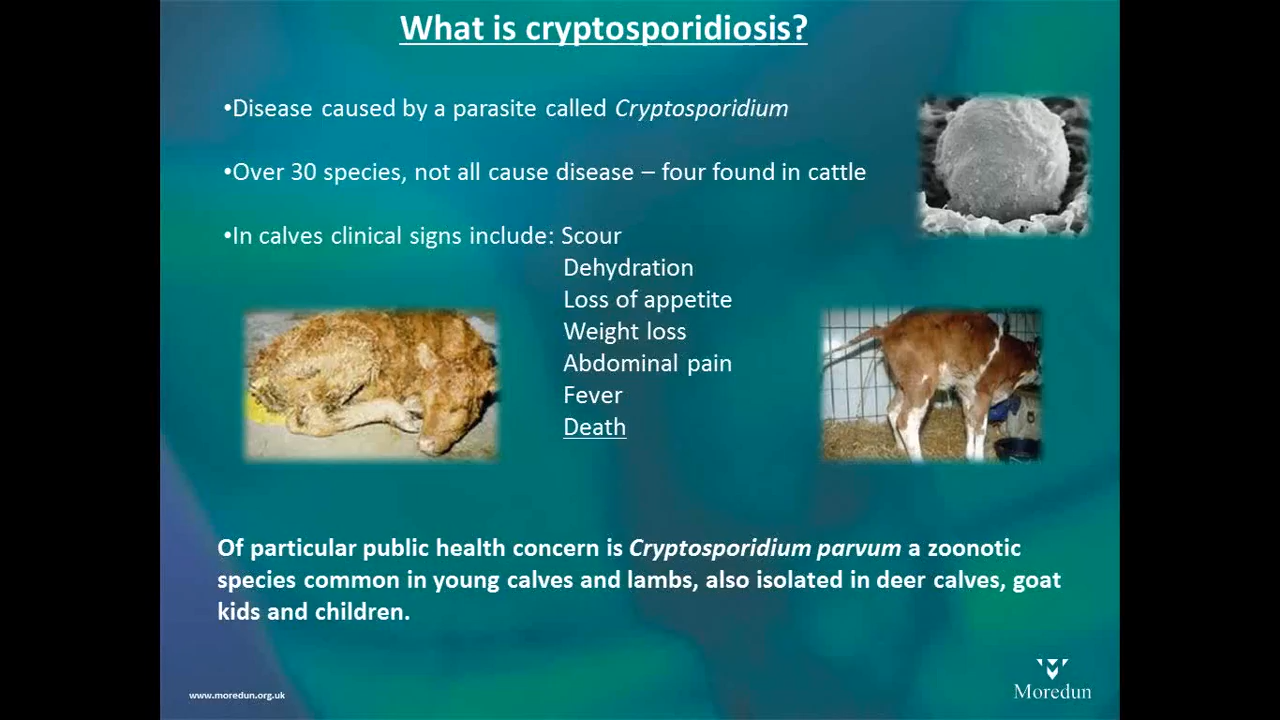 What is cryptosporidiosis?
•Disease caused by a parasite called Cryptosporidium
•Over 30 species, not all cause disease – four found in cattle
•In calves clinical signs include: Scour
Dehydration
Loss of appetite
Weight loss
Abdominal pain
Fever
Death
Of particular public health concern is Cryptosporidium parvum a zoonotic
species common in young calves and lambs, also isolated in deer calves, goat
kids and children.
www.moredun.org.uk
Moredun